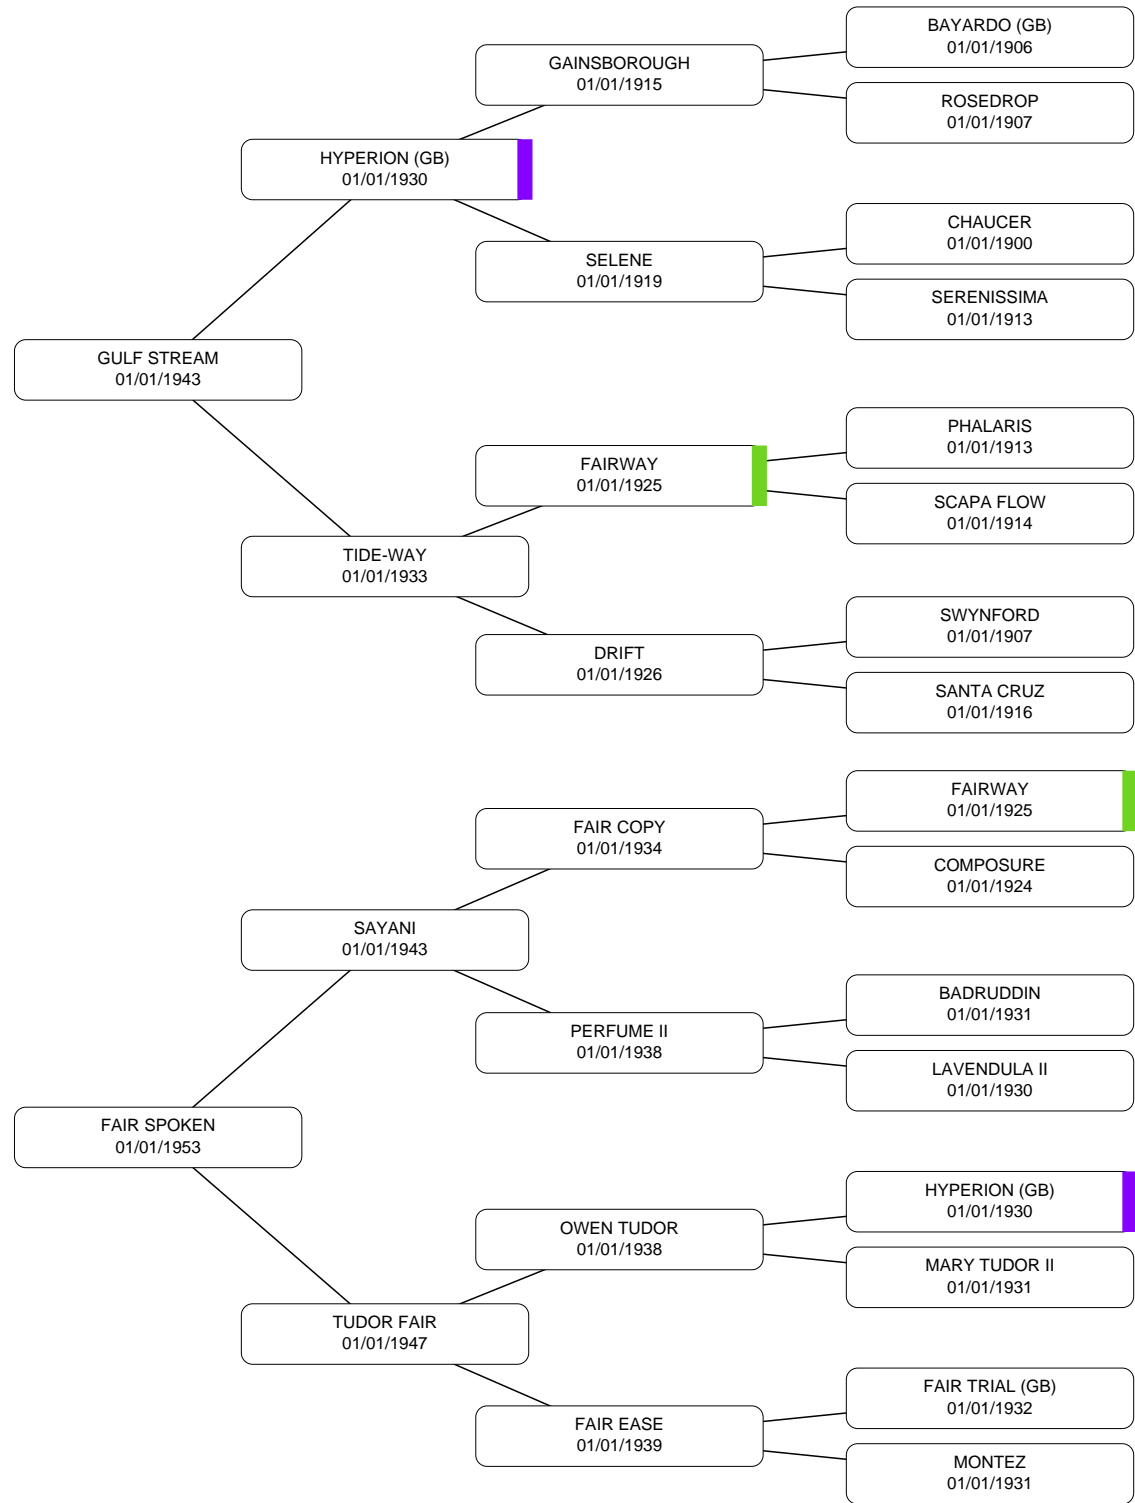 BAYARDO (GB)
01/01/1906
GAINSBOROUGH
01/01/1915
ROSEDROP
01/01/1907
HYPERION (GB)
01/01/1930
CHAUCER
01/01/1900
SELENE
01/01/1919
SERENISSIMA
01/01/1913
GULF STREAM
01/01/1943
PHALARIS
01/01/1913
FAIRWAY
01/01/1925
SCAPA FLOW
01/01/1914
TIDE-WAY
01/01/1933
SWYNFORD
01/01/1907
DRIFT
01/01/1926
SANTA CRUZ
01/01/1916
FAIRWAY
01/01/1925
FAIR COPY
01/01/1934
COMPOSURE
01/01/1924
SAYANI
01/01/1943
BADRUDDIN
01/01/1931
PERFUME II
01/01/1938
LAVENDULA II
01/01/1930
FAIR SPOKEN
01/01/1953
HYPERION (GB)
01/01/1930
OWEN TUDOR
01/01/1938
MARY TUDOR II
01/01/1931
TUDOR FAIR
01/01/1947
FAIR TRIAL (GB)
01/01/1932
FAIR EASE
01/01/1939
MONTEZ
01/01/1931